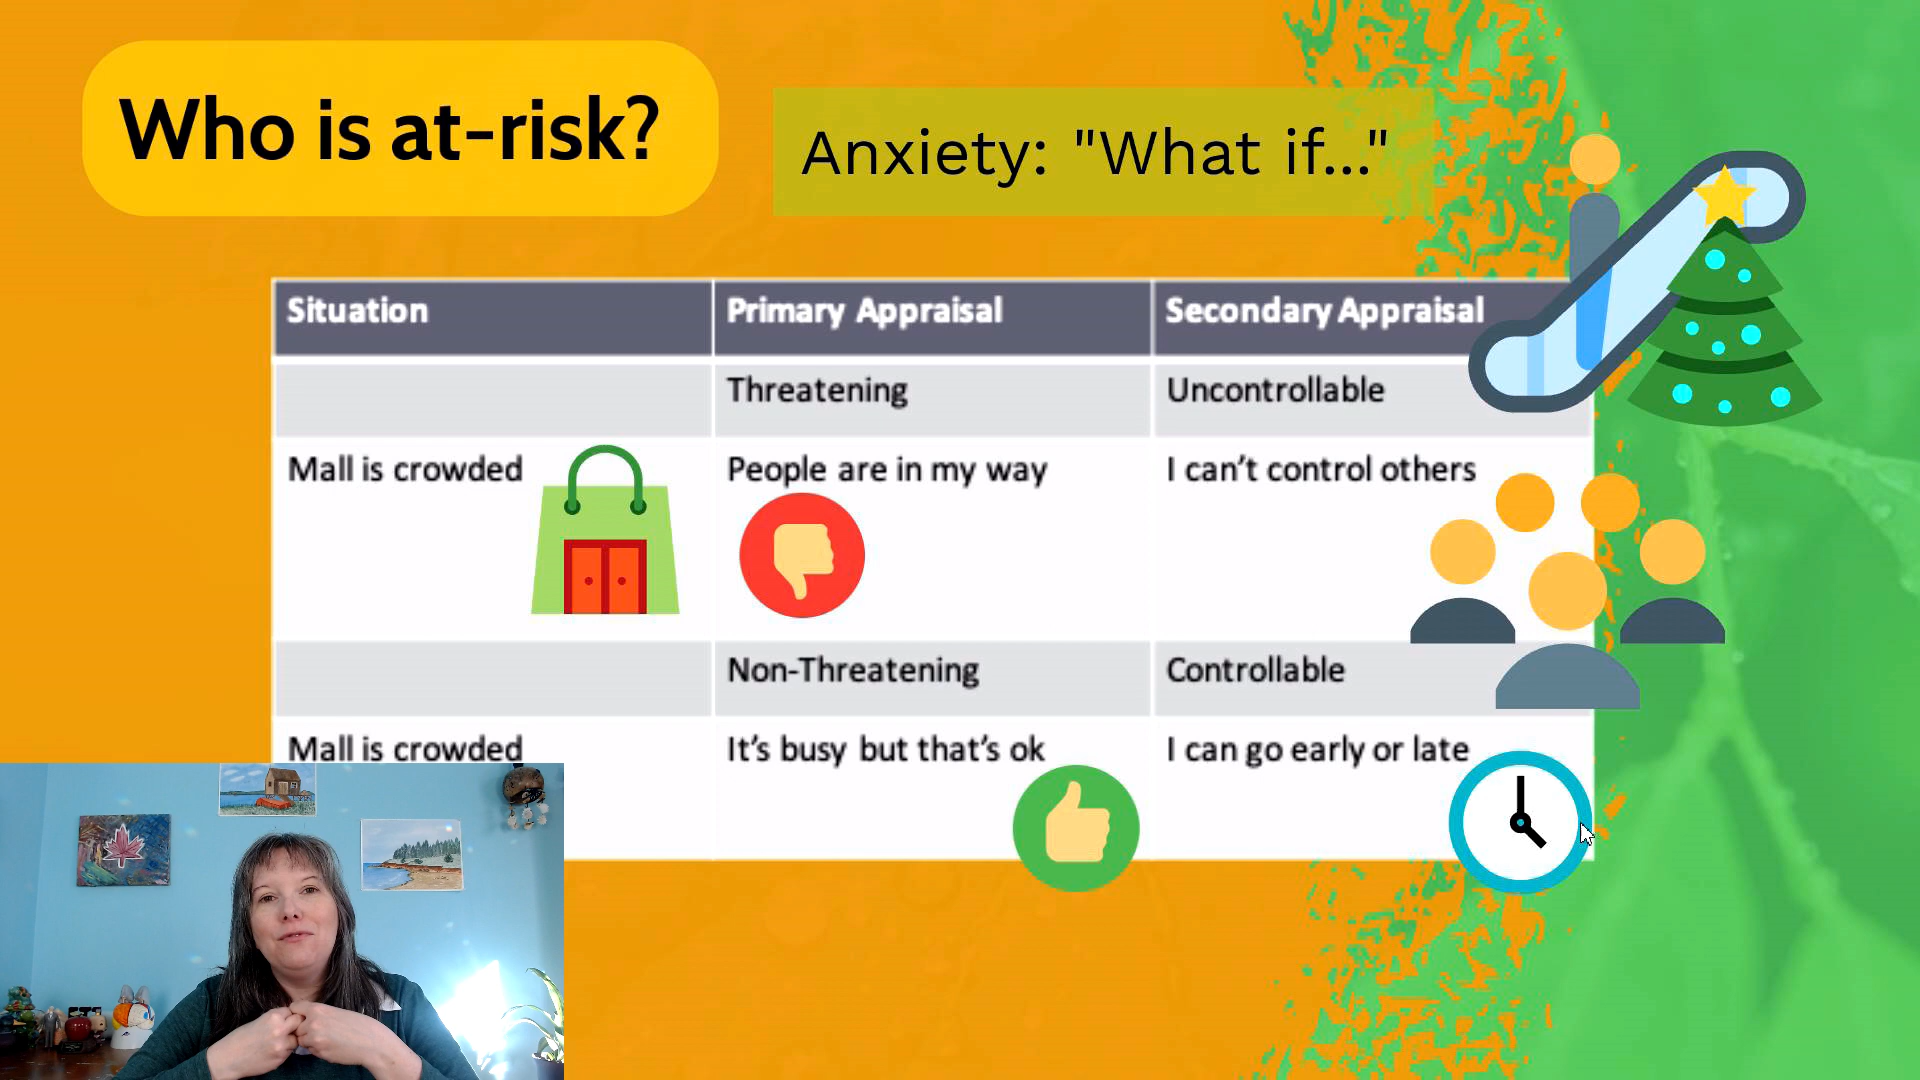 Who is at-risk?
Anxiety: "What if..."
Situation Primary Appraisal Secondary Appraisal
Threatening Uncontrollable
Mall is crowded People are in my way I can’t control others
Non-Threatening Controllable
Mall is crowded It’s busy but that’s ok I can go early or late